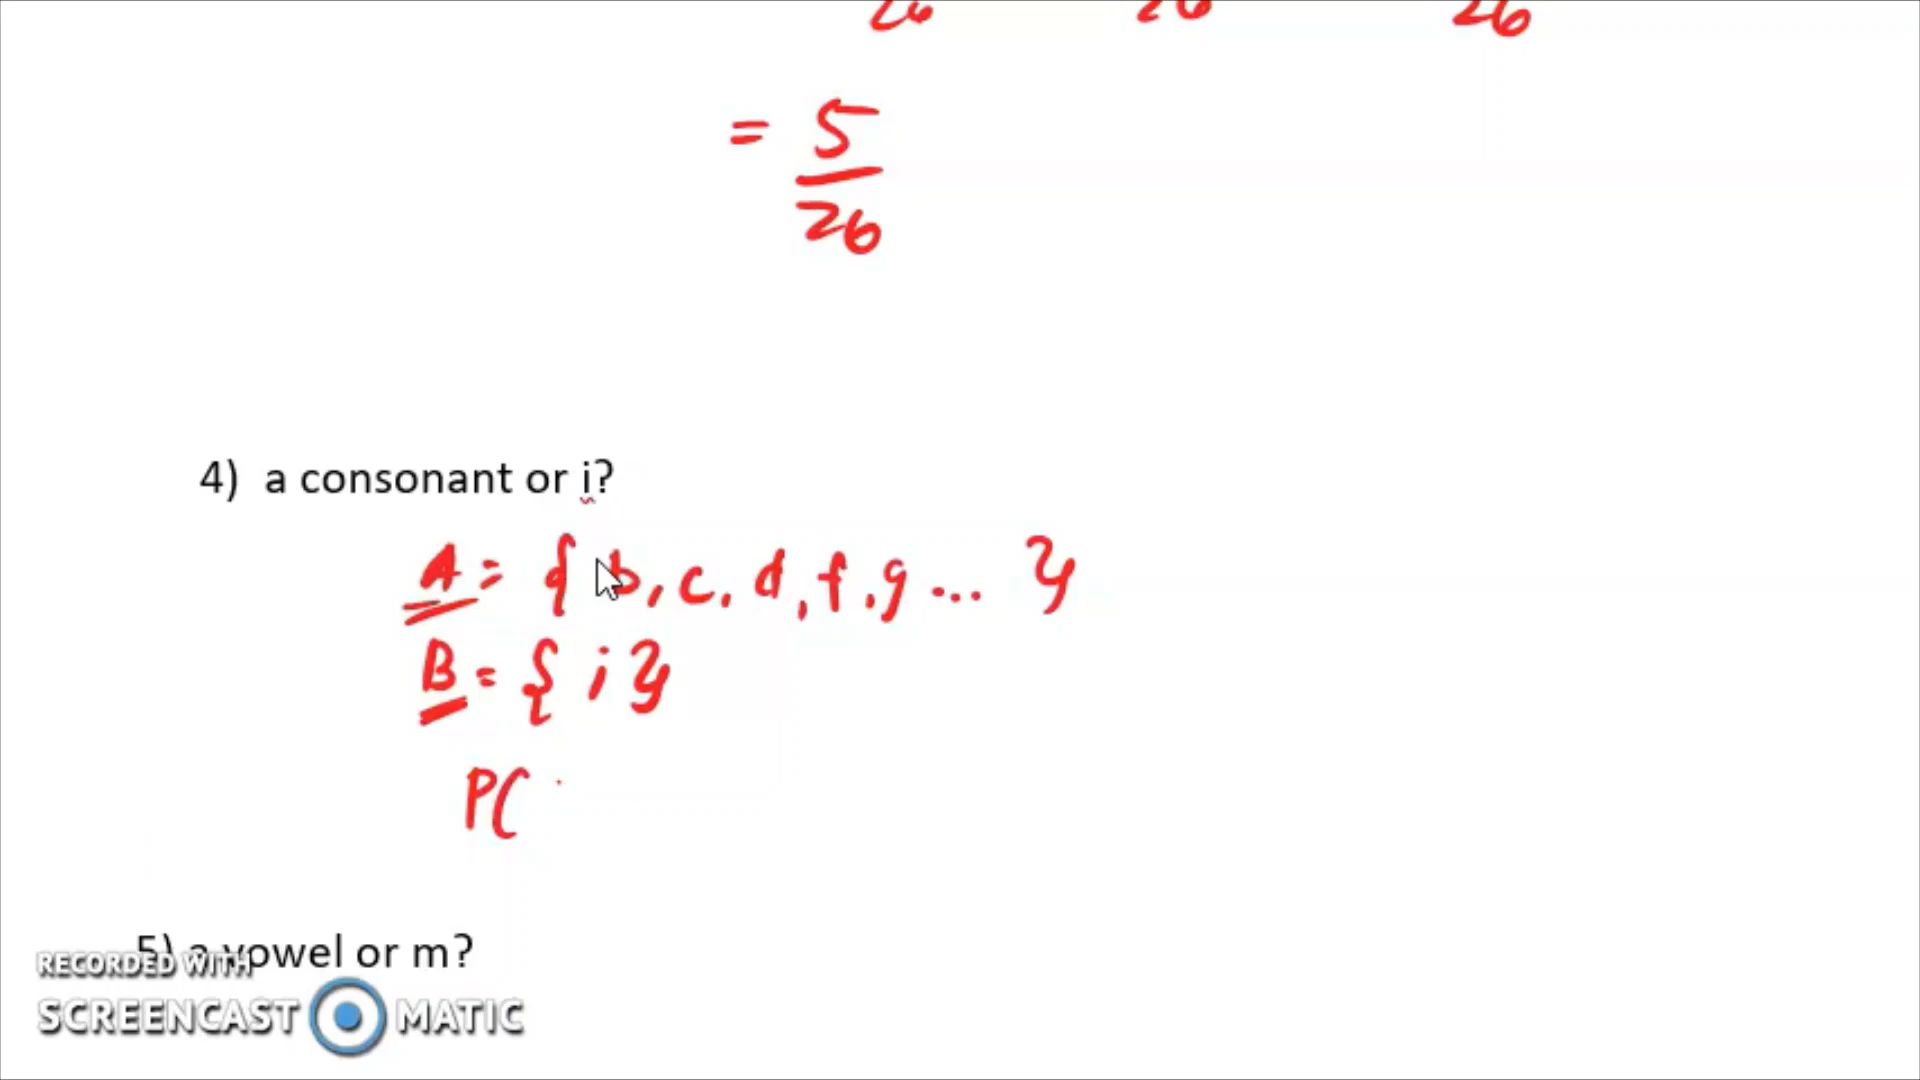 26 26 26
= 5/26
4) a consonant or i?
A = { b, c, d, f, g ... }
B = { i }
P(
5) a vowel or m?
RECORDED WITH
SCREENCAST MATIC